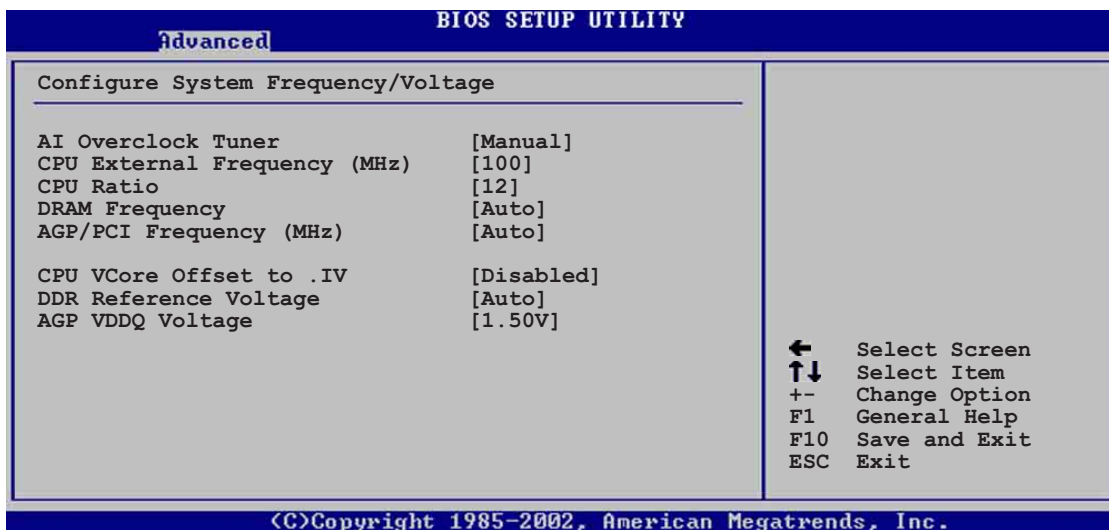 BIOS SETUP UTILITY
Advanced
Configure System Frequency/Voltage
AI Overclock Tuner [Manual]
CPU External Frequency (MHz) [100]
CPU Ratio [12]
DRAM Frequency [Auto]
AGP/PCI Frequency (MHz) [Auto]
CPU VCore Offset to .IV [Disabled]
DDR Reference Voltage [Auto]
AGP VDDQ Voltage [1.50V]
← Select Screen
↑↓ Select Item
+- Change Option
F1 General Help
F10 Save and Exit
ESC Exit
(C)Copyright 1985-2002, American Megatrends, Inc.